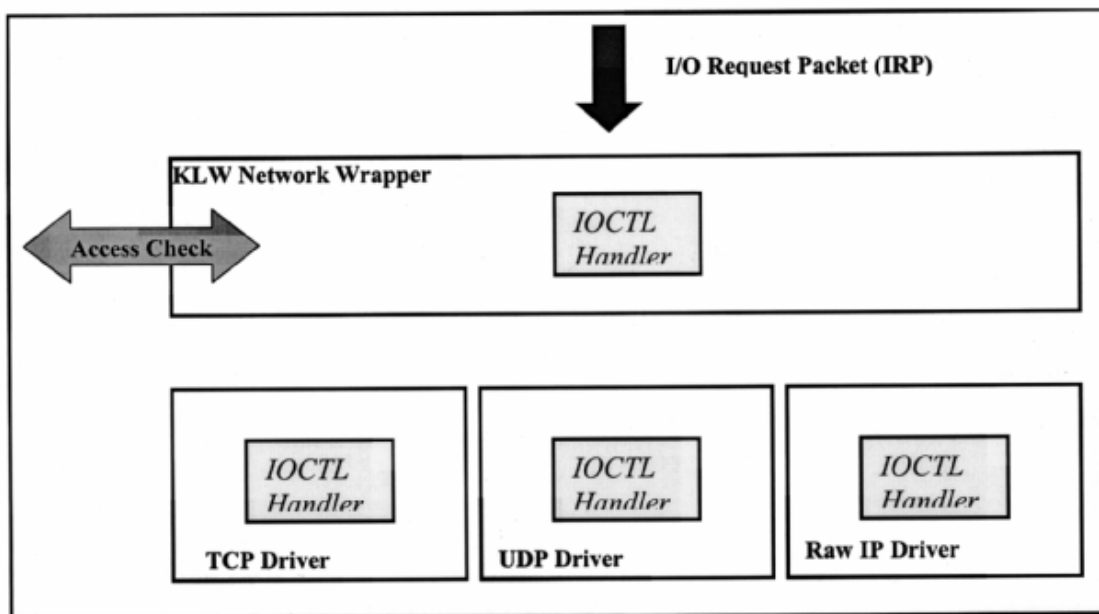 I/O Request Packet (IRP)
KLW Network Wrapper
IOCTL
Handler
Access Check
IOCTL
Handler
TCP Driver
IOCTL
Handler
UDP Driver
IOCTL
Handler
Raw IP Driver